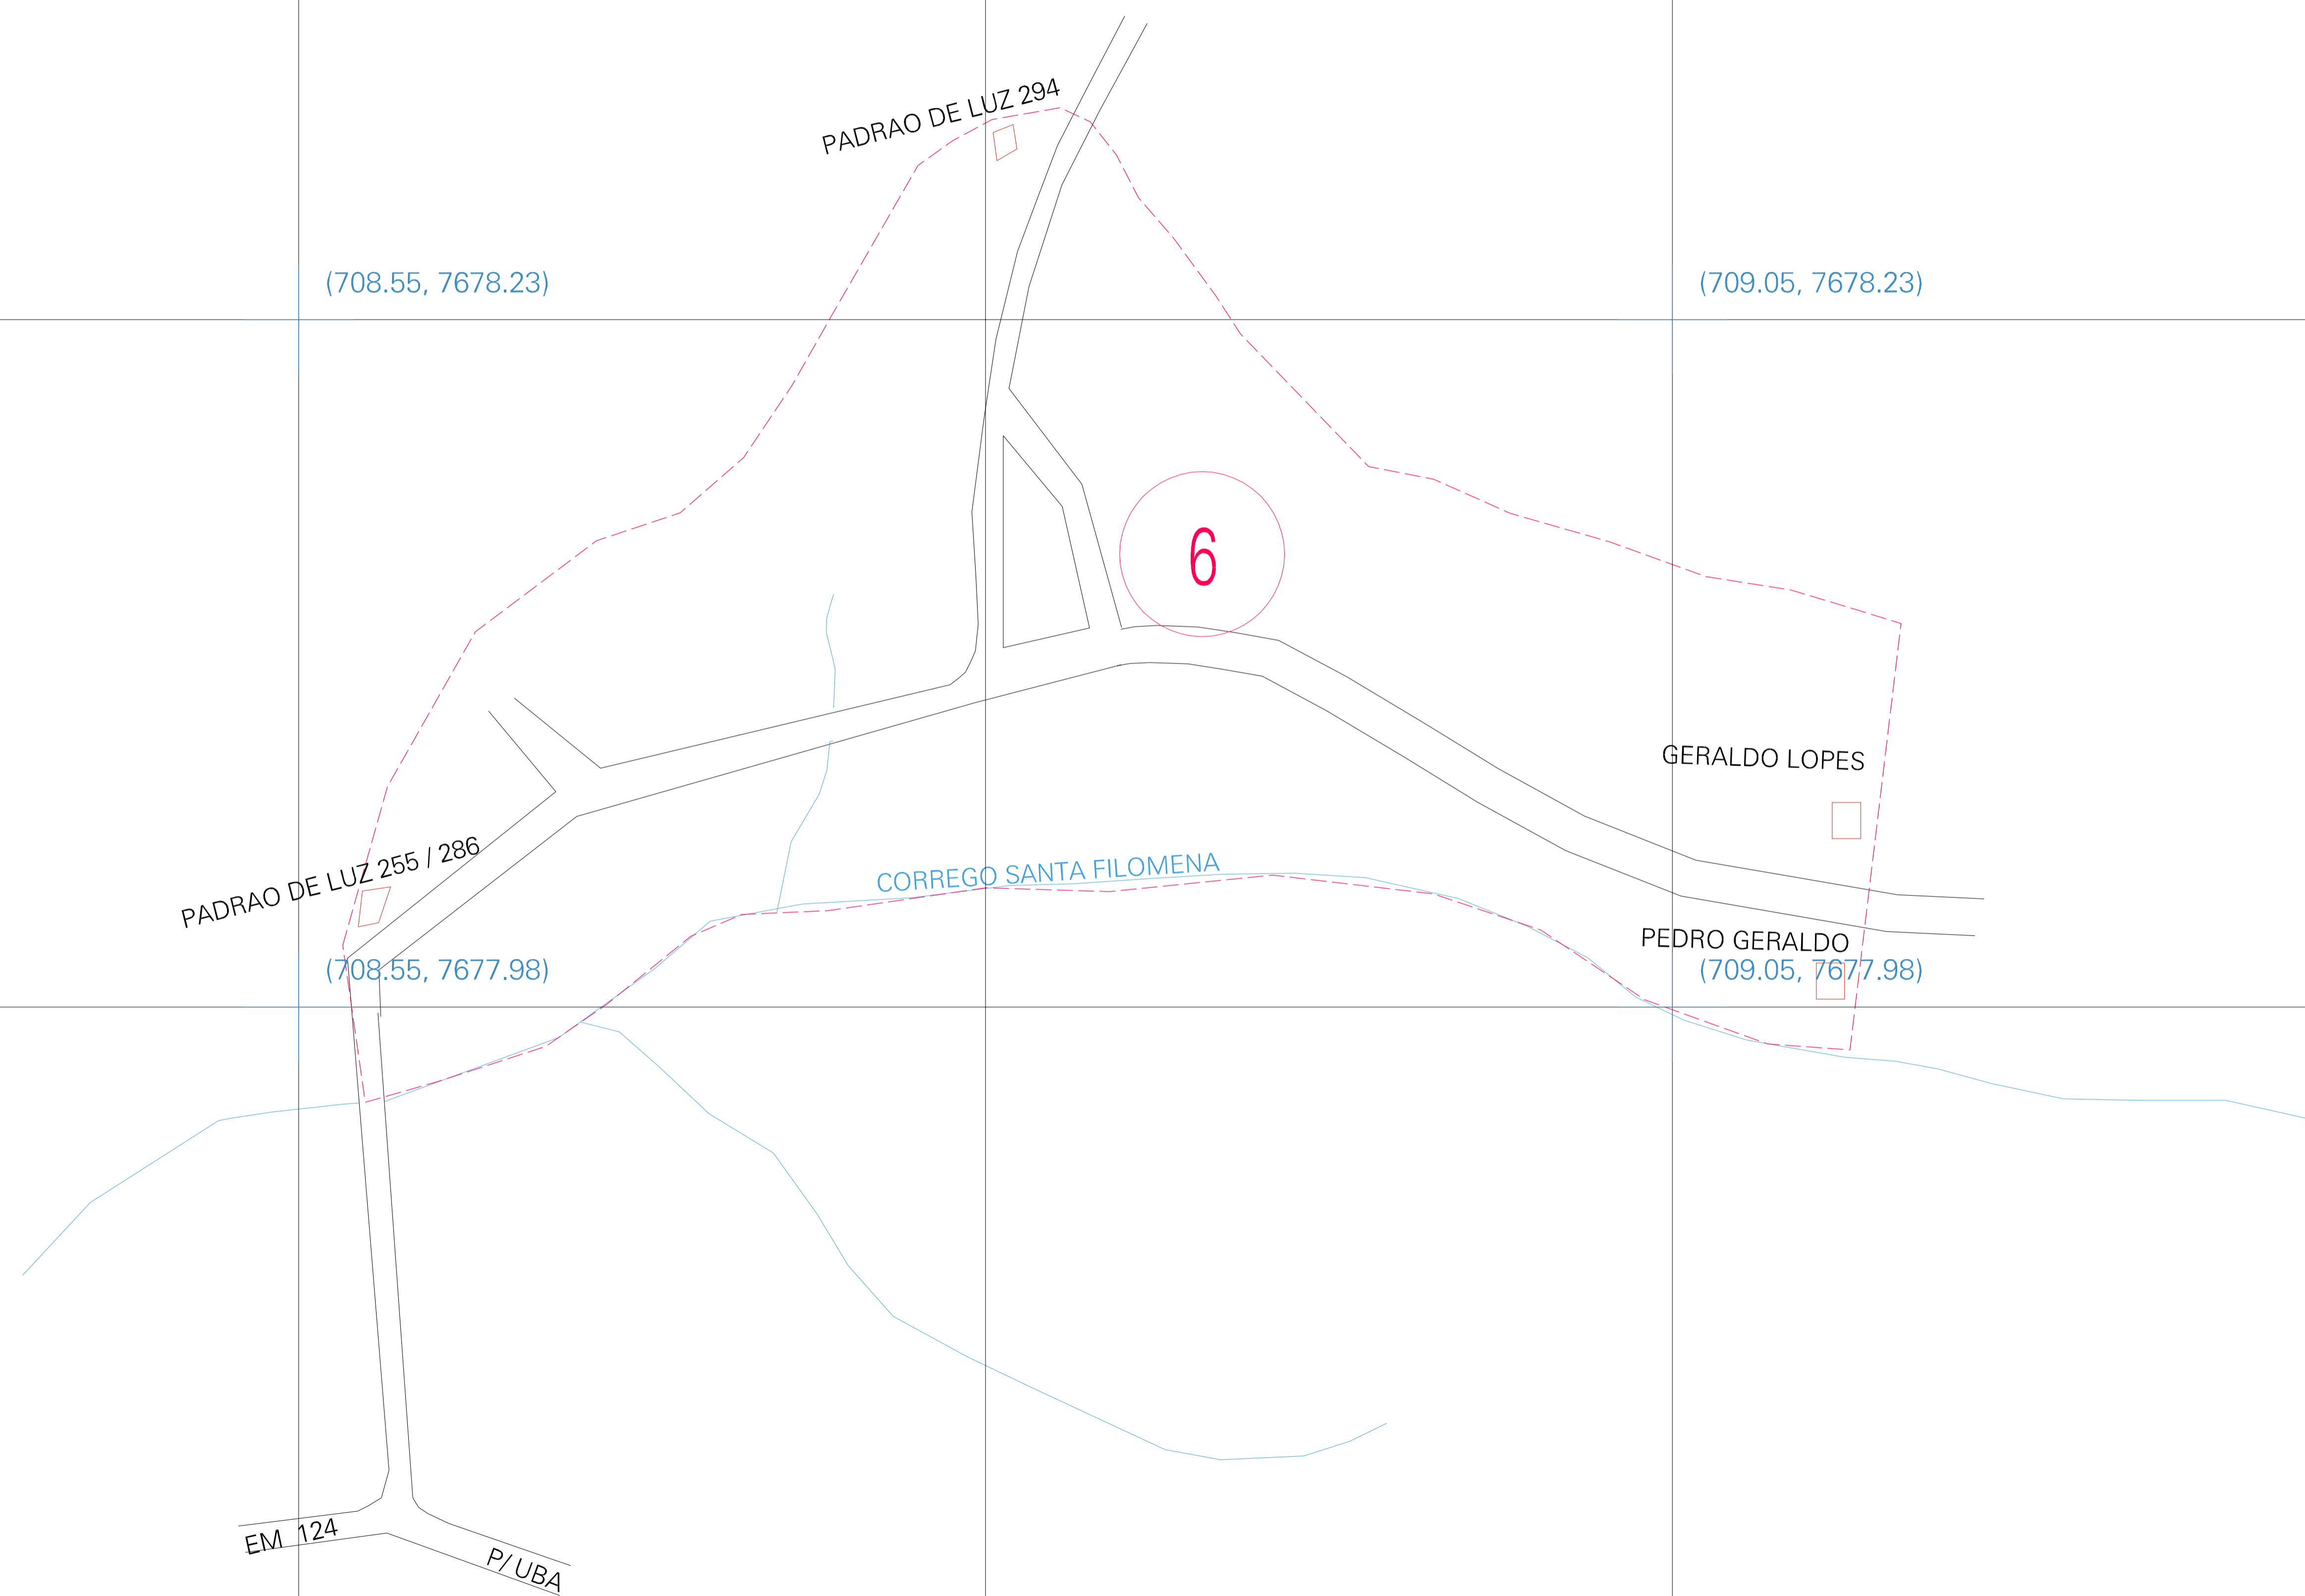 PADRAO DE LUZ 294
(708.55, 7678.23)
(709.05, 7678.23)
6
GERALDO LOPES
PADRAO DE LUZ 255 / 286
CORREGO SANTA FILOMENA
PEDRO GERALDO
(708.55, 7677.98)
(709.05, 7677.98)
EM 124
P/ UBA